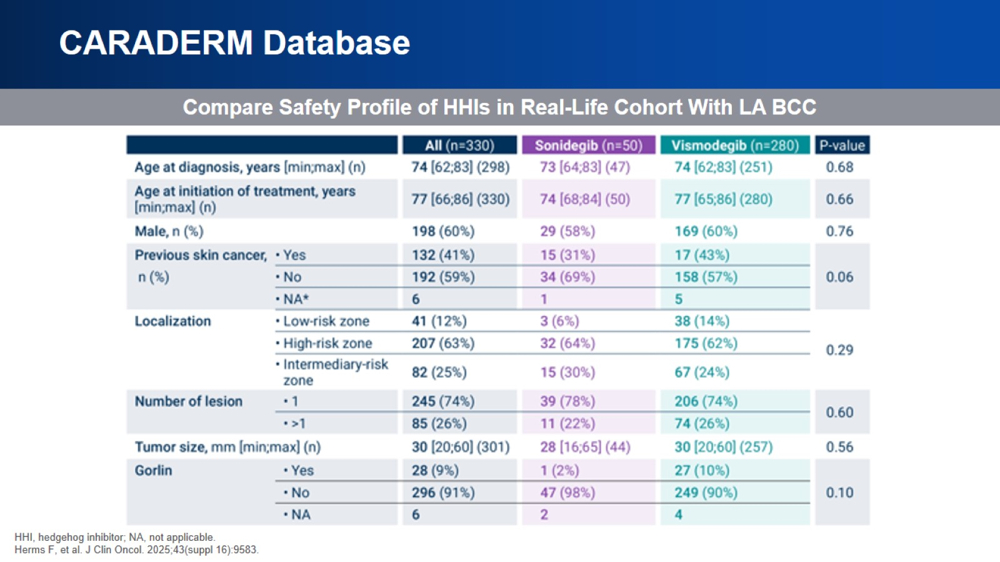 CARADERM Database
Compare Safety Profile of HHIs in Real-Life Cohort With LA BCC
All (n=330) Sonidegib (n=50) Vismodegib (n=280) P-value
Age at diagnosis, years [min;max] (n) 74 [62;83] (298) 73 [64;83] (47) 74 [62;83] (251) 0.68
Age at initiation of treatment, years
[min;max] (n) 77 [66;86] (330) 74 [68;84] (50) 77 [65;86] (280) 0.66
Male, n (%) 198 (60%) 29 (58%) 169 (60%) 0.76
Previous skin cancer, • Yes 132 (41%) 15 (31%) 17 (43%)
n (%) • No 192 (59%) 34 (69%) 158 (57%) 0.06
• NA* 6 1 5
Localization • Low-risk zone 41 (12%) 3 (6%) 38 (14%)
• High-risk zone 207 (63%) 32 (64%) 175 (62%) 0.29
• Intermediary-risk
zone 82 (25%) 15 (30%) 67 (24%)
Number of lesion • 1 245 (74%) 39 (78%) 206 (74%) 0.60
• >1 85 (26%) 11 (22%) 74 (26%)
Tumor size, mm [min;max] (n) 30 [20;60] (301) 28 [16;65] (44) 30 [20;60] (257) 0.56
Gorlin • Yes 28 (9%) 1 (2%) 27 (10%)
• No 296 (91%) 47 (98%) 249 (90%) 0.10
• NA 6 2 4
HHI, hedgehog inhibitor; NA, not applicable.
Herms F, et al. J Clin Oncol. 2025;43(suppl 16):9583.